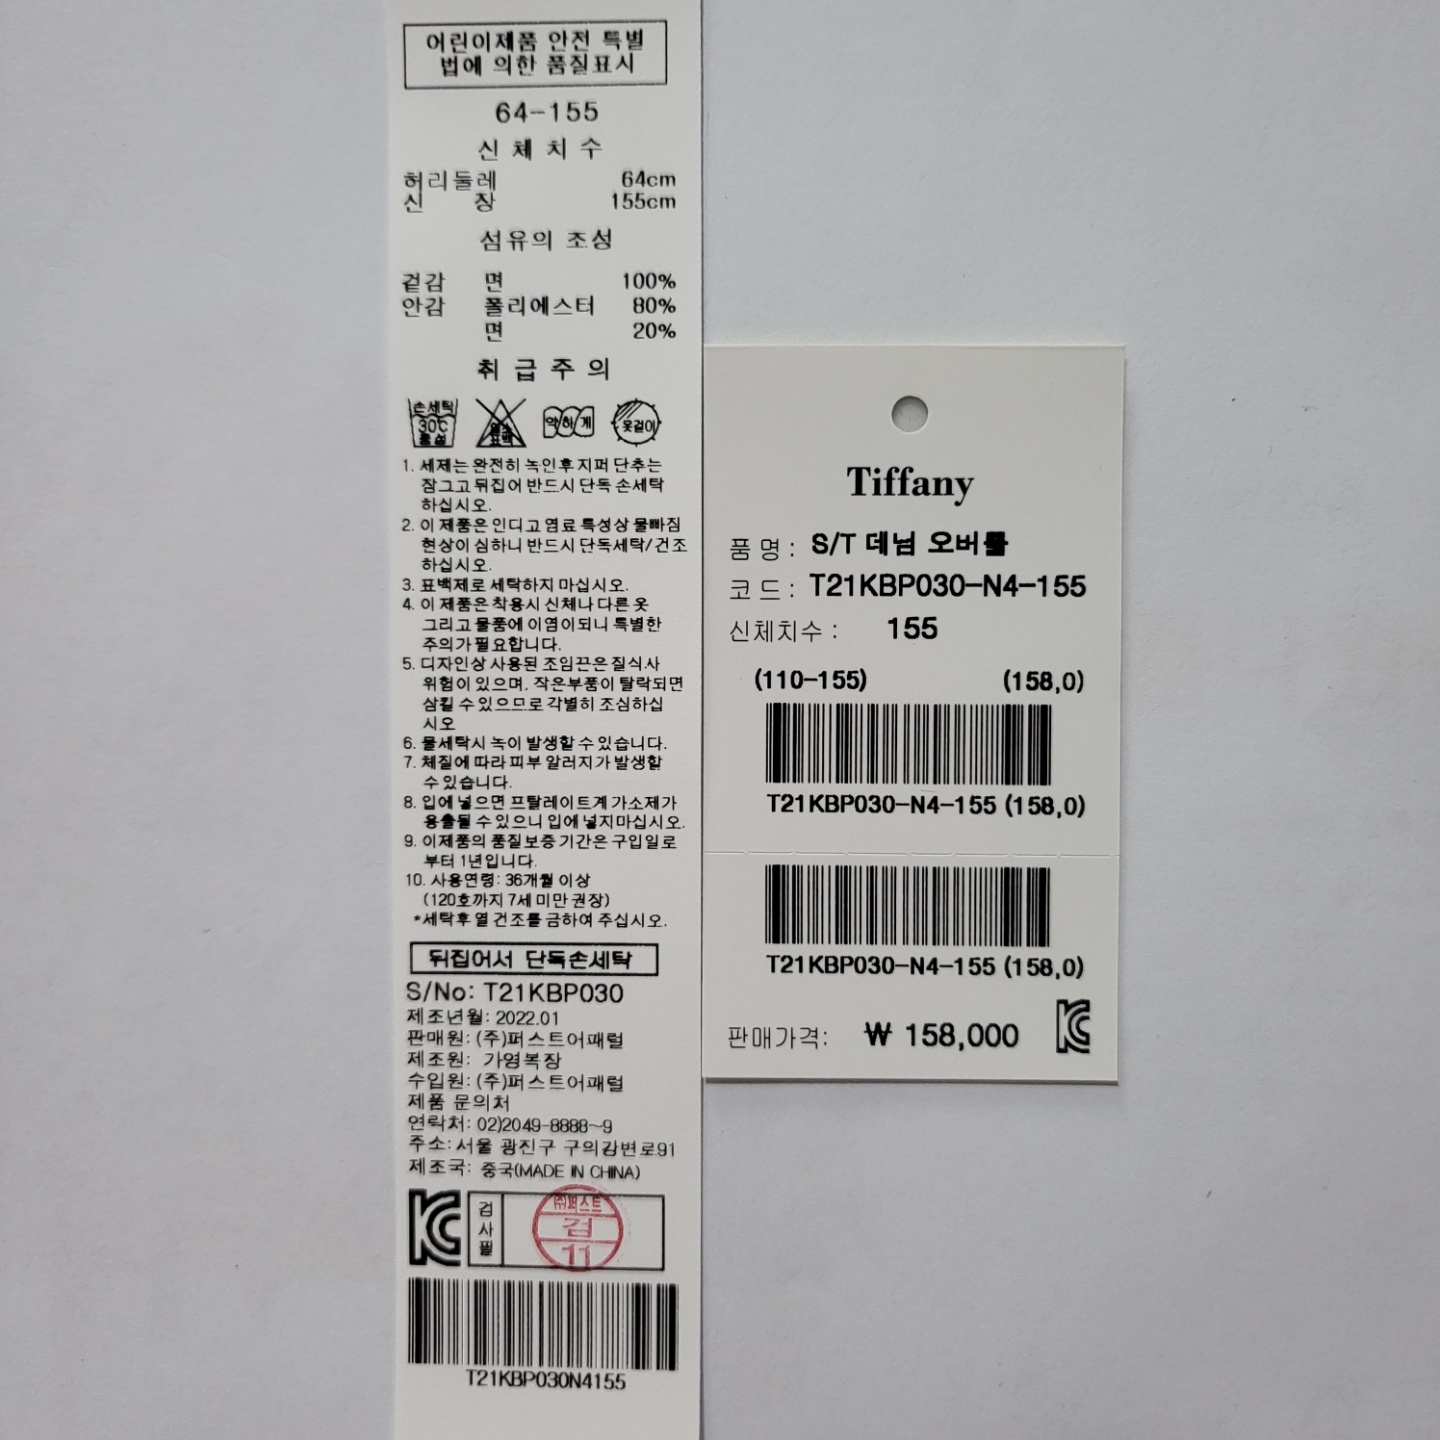 어린이제품 안전 특별
법에 의한 품질표시
64-155
신 체 치 수
허리둘레 64cm
신 장 155cm
섬유의 조성
겉감 면 100%
안감 폴리에스터 80%
면 20%
취 급 주 의
손세탁
30℃
중성
약하게
옷걸이
1. 세제는 완전히 녹인후 지퍼 단추는
잠그고 뒤집어 반드시 단독 손세탁
하십시오.
2. 이 제품은 인디고 염료 특성상 물빠짐
현상이 심하니 반드시 단독세탁/건조
하십시오.
3. 표백제로 세탁하지 마십시오.
4. 이 제품은 착용시 신체나 다른 옷
그리고 물품에 이염이되니 특별한
주의가 필요합니다.
5. 디자인상 사용된 조임끈은 질식사
위험이 있으며, 작은부품이 탈락되면
삼킬 수 있으므로 각별히 조심하십
시오
6. 물세탁시 녹이 발생할 수 있습니다.
7. 체질에 따라 피부 알러지가 발생할
수 있습니다.
8. 입에 넣으면 프탈레이트계 가소제가
용출될 수 있으니 입에 넣지마십시오.
9. 이제품의 품질보증 기간은 구입일로
부터 1년입니다.
10. 사용연령: 36개월 이상
(120호까지 7세 미만 권장)
*세탁후 열 건조를 금하여 주십시오.
뒤집어서 단독손세탁
S/No: T21KBP030
제조년월: 2022.01
판매원: (주)퍼스트어패럴
제조원: 가영복장
수입원: (주)퍼스트어패럴
제품 문의처
연락처: 02)2049-8888~9
주소: 서울 광진구 구의강변로91
제조국: 중국(MADE IN CHINA)
KC 검사필
㈜퍼스트
검
11
T21KBP030N4155
Tiffany
품 명 : S/T 데님 오버롤
코 드 : T21KBP030-N4-155
신체치수 : 155
(110-155) (158,0)
T21KBP030-N4-155 (158,0)
T21KBP030-N4-155 (158,0)
판매가격: ₩ 158,000 KC